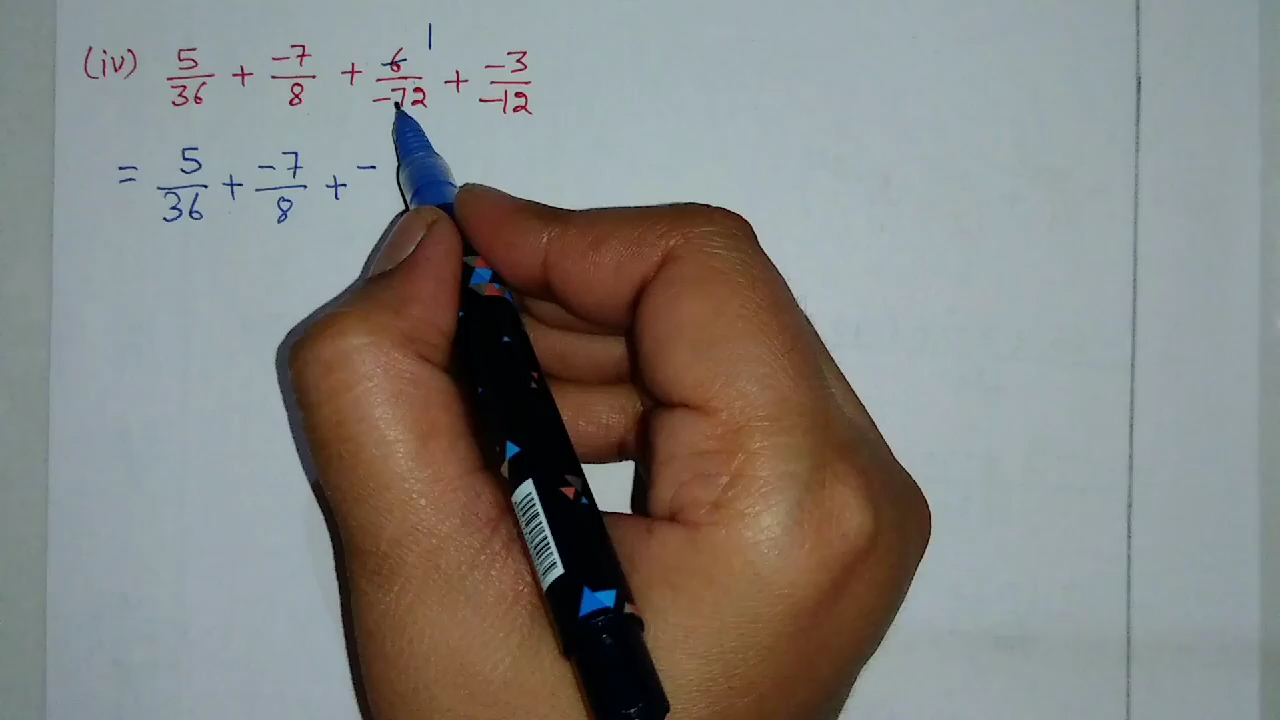 (iv) 5/36 + -7/8 + 6/-72 + -3/-12
1
= 5/36 + -7/8 + -